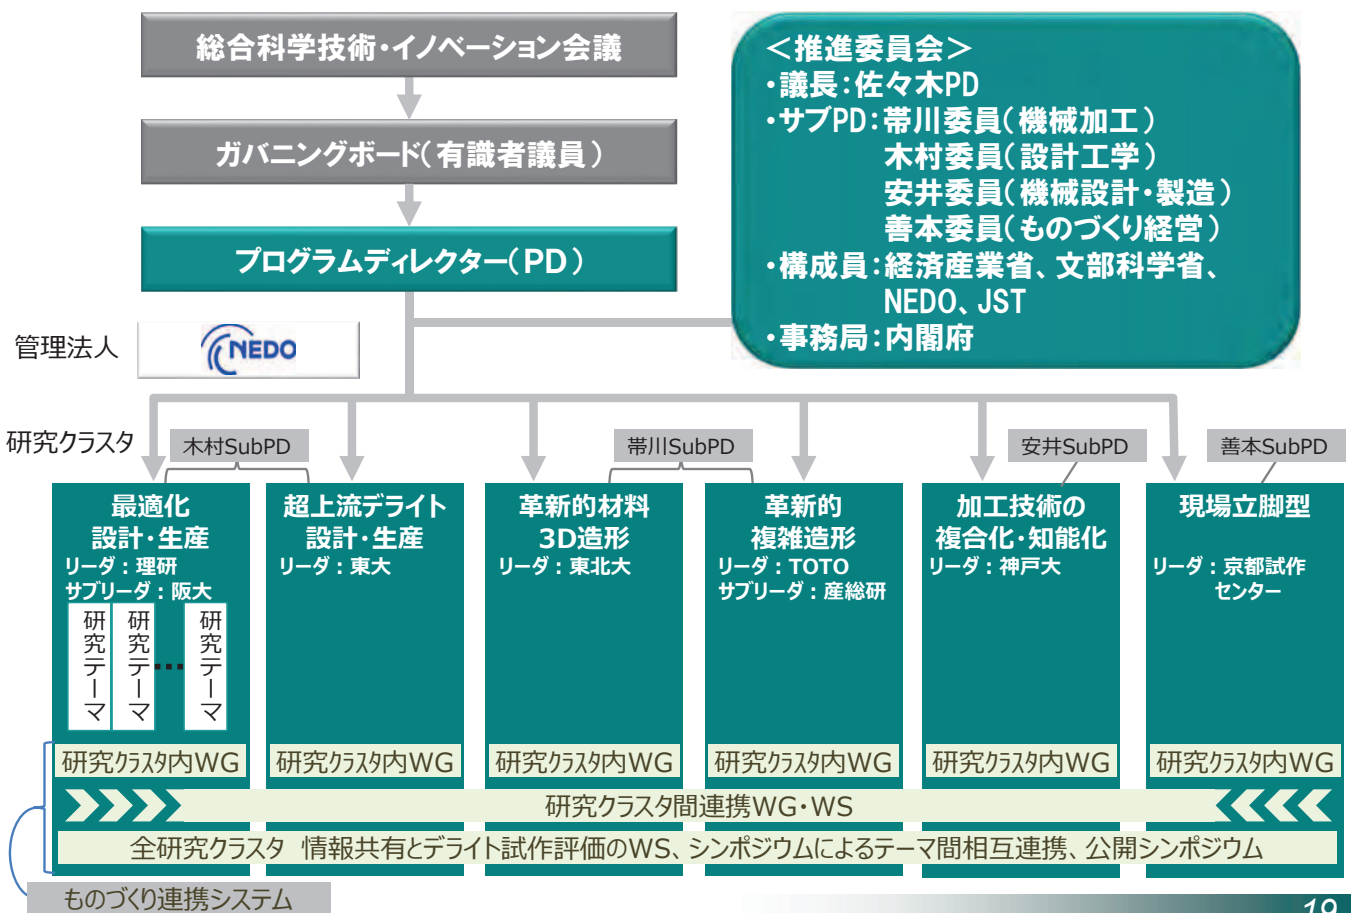 総合科学技術・イノベーション会議
ガバニングボード(有識者議員)
プログラムディレクター(PD)
<推進委員会>
・議長:佐々木PD
・サブPD:帯川委員(機械加工)
木村委員(設計工学)
安井委員(機械設計・製造)
善本委員(ものづくり経営)
・構成員:経済産業省、文部科学省、
NEDO、JST
・事務局:内閣府
管理法人
NEDO
研究クラスタ
木村SubPD
帯川SubPD
安井SubPD
善本SubPD
最適化
設計・生産
リーダ:理研
サブリーダ:阪大
研究テーマ
研究テーマ
…
研究テーマ
超上流デライト
設計・生産
リーダ:東大
革新的材料
3D造形
リーダ:東北大
革新的
複雑造形
リーダ:TOTO
サブリーダ:産総研
加工技術の
複合化・知能化
リーダ:神戸大
現場立脚型
リーダ:京都試作
センター
研究クラスタ内WG
研究クラスタ内WG
研究クラスタ内WG
研究クラスタ内WG
研究クラスタ内WG
研究クラスタ内WG
研究クラスタ間連携WG・WS
全研究クラスタ 情報共有とデライト試作評価のWS、シンポジウムによるテーマ間相互連携、公開シンポジウム
ものづくり連携システム
19